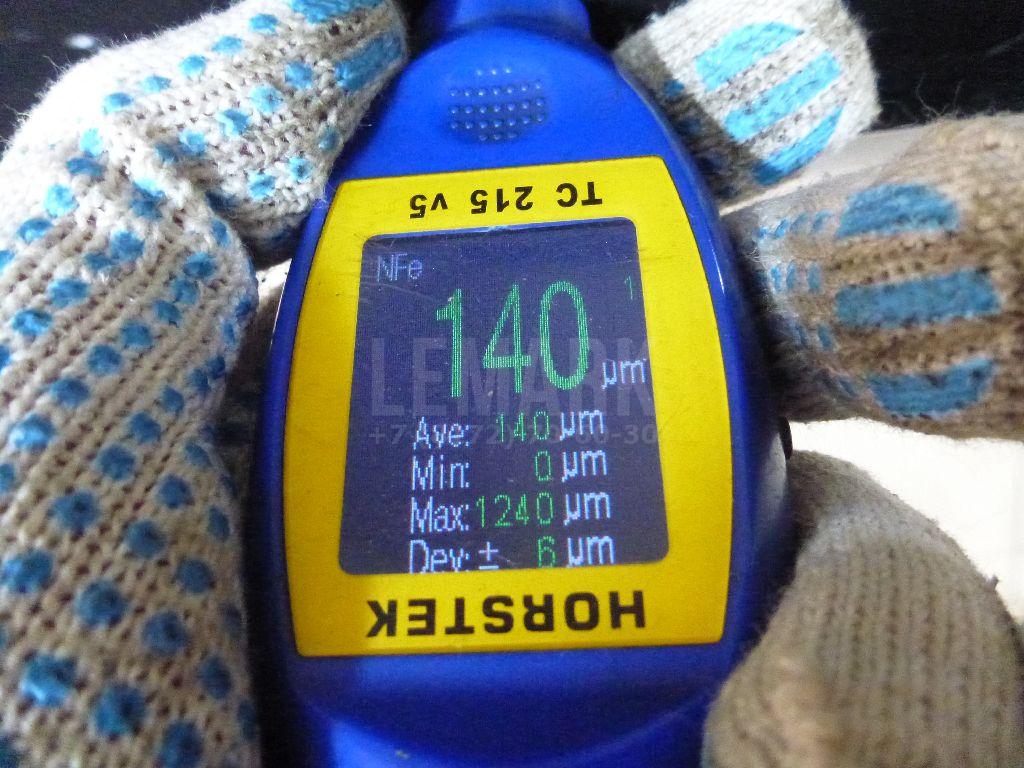 TC 215 v5
NFe
1
140 µm
LEMARK
Ave: 140 µm
Min: 0 µm
Max: 1240 µm
Dev: ± 6 µm
HORSTEK